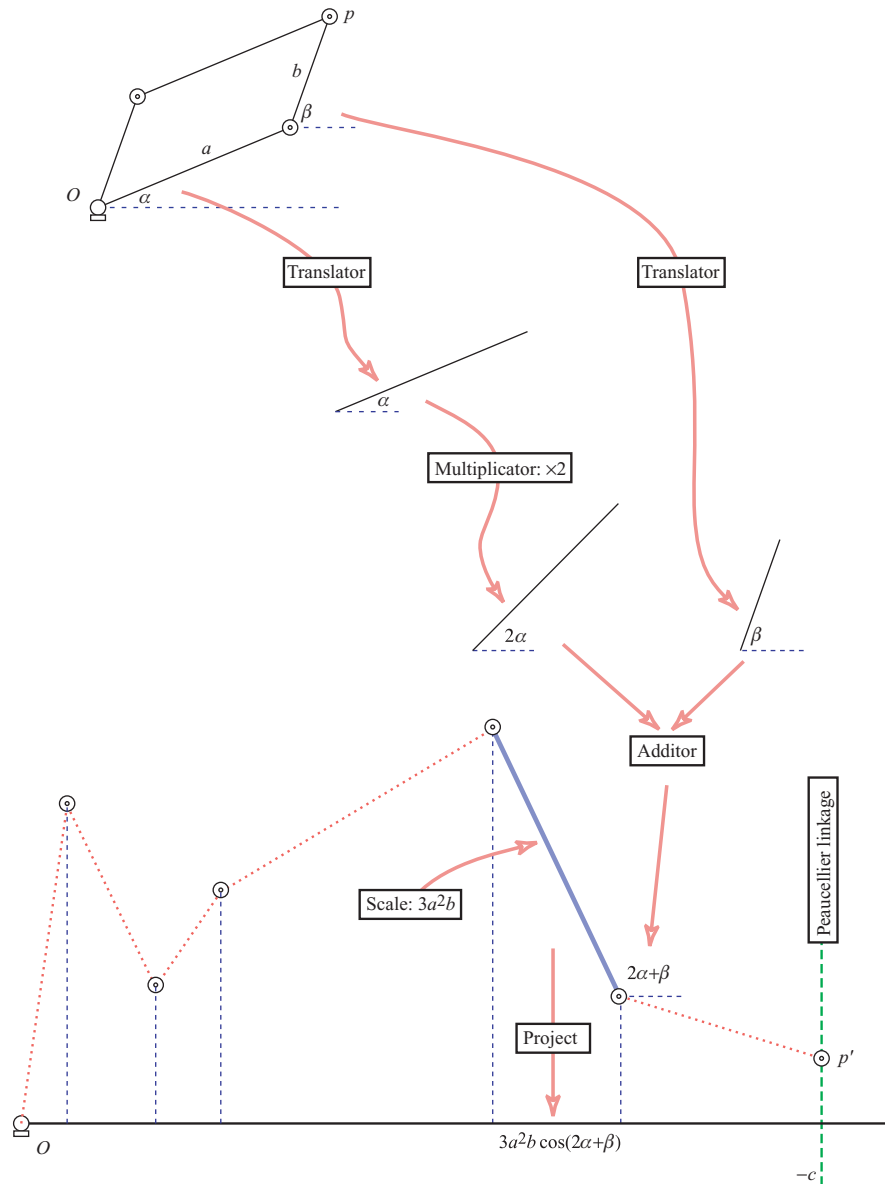 p
b
β
a
O
α
Translator
Translator
α
Multiplicator: ×2
2α
β
Additor
Peaucellier linkage
Scale: 3a²b
2α+β
Project
p′
O
3a²b cos(2α+β)
−c